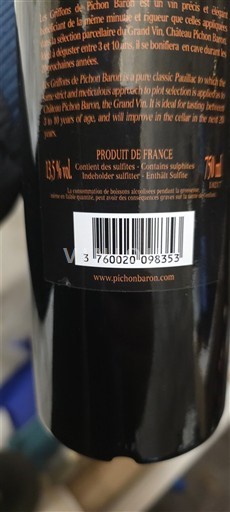 Les Griffons de Pichon Baron est un vin précis et élégant
bénéficiant de la même minutie et rigueur que celles appliquées
la sélection parcellaire du Grand Vin, Château Pichon Baron.
à déguster entre 3 et 10 ans, il se bonifiera en cave durant les
prochaines années.
Les Griffons de Pichon Baron is a pure classic Pauillac to which the
same strict and meticulous approach to plot selection is applied as to
Château Pichon Baron, the Grand Vin. It is ideal for tasting between
3 to 10 years of age, and will improve in the cellar in the next 20
years.
PRODUIT DE FRANCE
13,5% vol.
Contient des sulfites - Contains sulphites
Indeholder sulfitter - Enthält Sulfite
750 ml
La consommation de boissons alcoolisées pendant la grossesse,
même en faible quantité, peut avoir des conséquences graves sur la santé de l'enfant.
3 760020 098353
www.pichonbaron.com